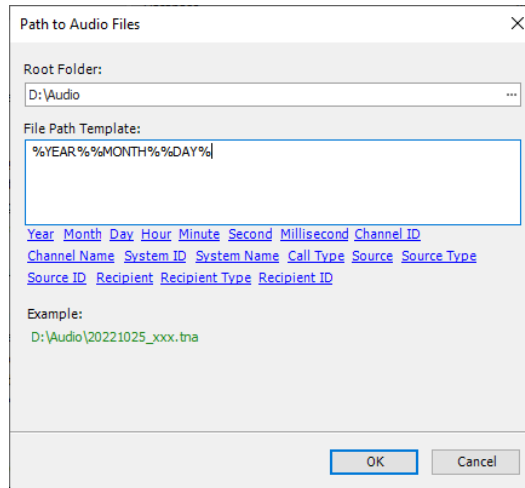 Path to Audio Files
Root Folder:
D:\Audio
...
File Path Template:
%YEAR%%MONTH%%DAY%
Year Month Day Hour Minute Second Millisecond Channel ID
Channel Name System ID System Name Call Type Source Source Type
Source ID Recipient Recipient Type Recipient ID
Example:
D:\Audio\20221025_xxx.tna
OK Cancel